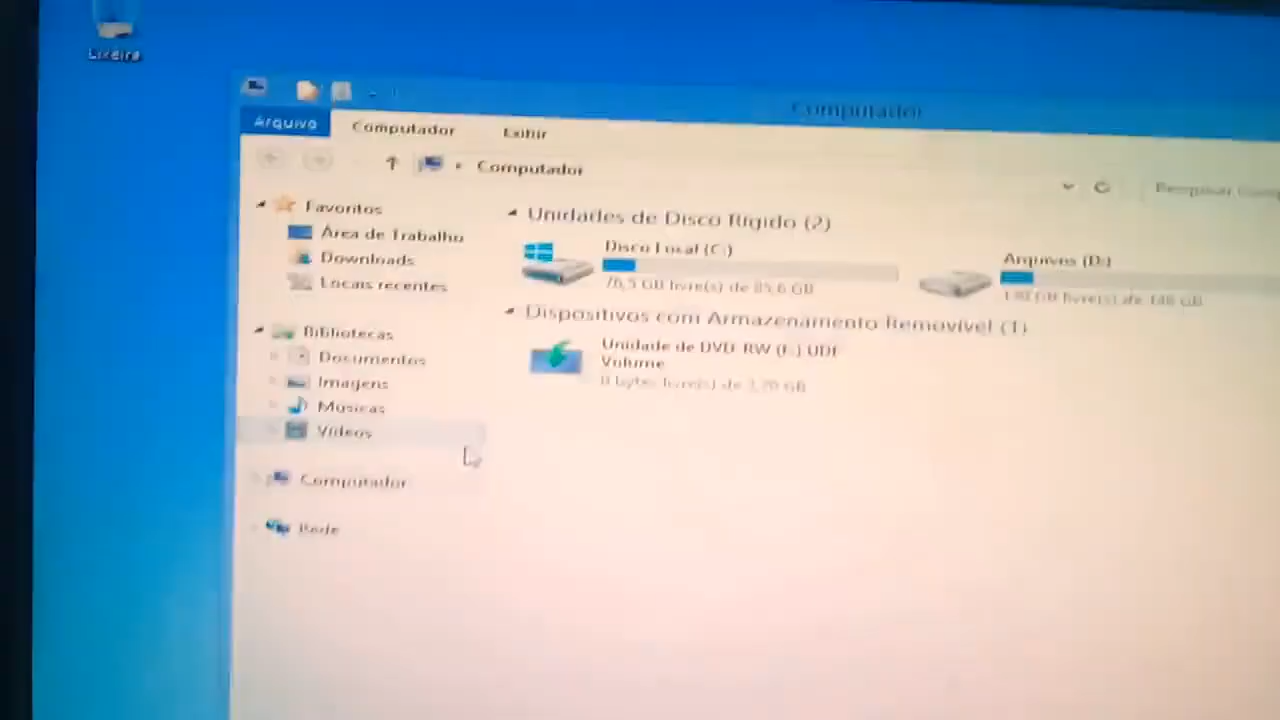 Lixeira
Computador
Arquivo
Computador
Exibir
Computador
Pesquisar
Favoritos
Área de Trabalho
Downloads
Locais recentes
Bibliotecas
Documentos
Imagens
Músicas
Vídeos
Computador
Rede
Unidades de Disco Rígido (2)
Disco Local (C:)
76,5 GB livre(s) de 85,6 GB
Arquivos (D:)
GB livre(s) de 148 GB
Dispositivos com Armazenamento Removível (1)
Unidade de DVD-RW UDF
Volume
0 bytes livre(s) de GB